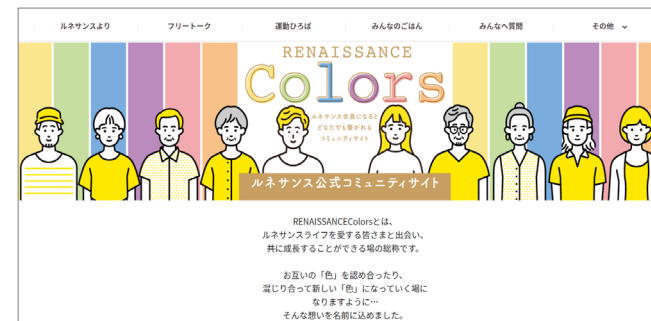 ルネサンスより フリートーク 運動ひろば みんなのごはん みんなへ質問 その他
RENAISSANCE
Colors
ルネサンス会員になると
どなたでも繋がれる
コミュニティサイト
ルネサンス公式コミュニティサイト
RENAISSANCEColorsとは、
ルネサンスライフを愛する皆さまと出会い、
共に成長することができる場の総称です。
お互いの「色」を認め合ったり、
混じり合って新しい「色」になっていく場に
なりますように…
そんな想いを名前に込めました。